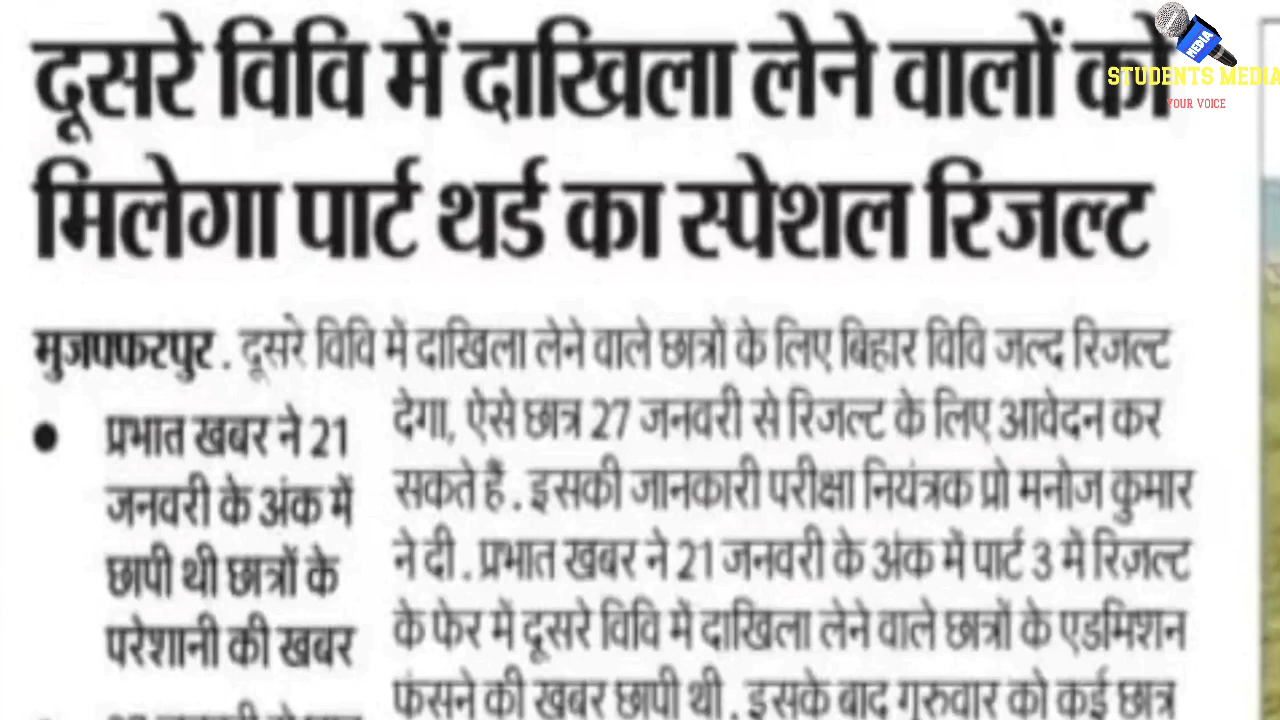 दूसरे विवि में दाखिला लेने वालों को
मिलेगा पार्ट थर्ड का स्पेशल रिजल्ट
MEDIA
STUDENTS MEDIA
YOUR VOICE
मुजफ्फरपुर. दूसरे विवि में दाखिला लेने वाले छात्रों के लिए बिहार विवि जल्द रिजल्ट
देगा, ऐसे छात्र 27 जनवरी से रिजल्ट के लिए आवेदन कर
सकते हैं. इसकी जानकारी परीक्षा नियंत्रक प्रो मनोज कुमार
ने दी. प्रभात खबर ने 21 जनवरी के अंक में पार्ट 3 में रिजल्ट
के फेर में दूसरे विवि में दाखिला लेने वाले छात्रों के एडमिशन
फंसने की खबर छापी थी. इसके बाद गुरुवार को कई छात्र
● प्रभात खबर ने 21
जनवरी के अंक में
छापी थी छात्रों के
परेशानी की खबर